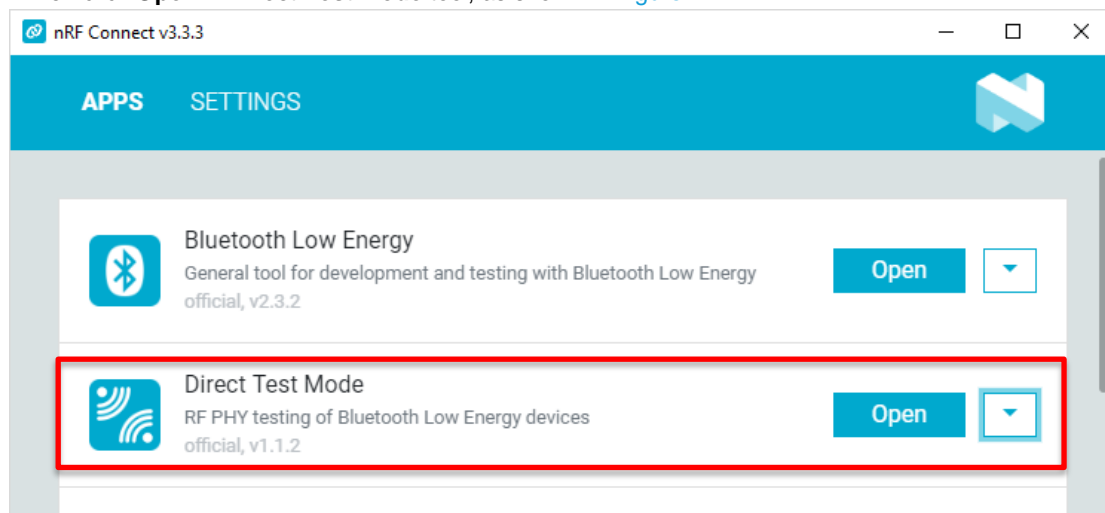 Open
nRF Connect v3.3.3
APPS SETTINGS
Bluetooth Low Energy
General tool for development and testing with Bluetooth Low Energy
official, v2.3.2
Open
Direct Test Mode
RF PHY testing of Bluetooth Low Energy devices
official, v1.1.2
Open